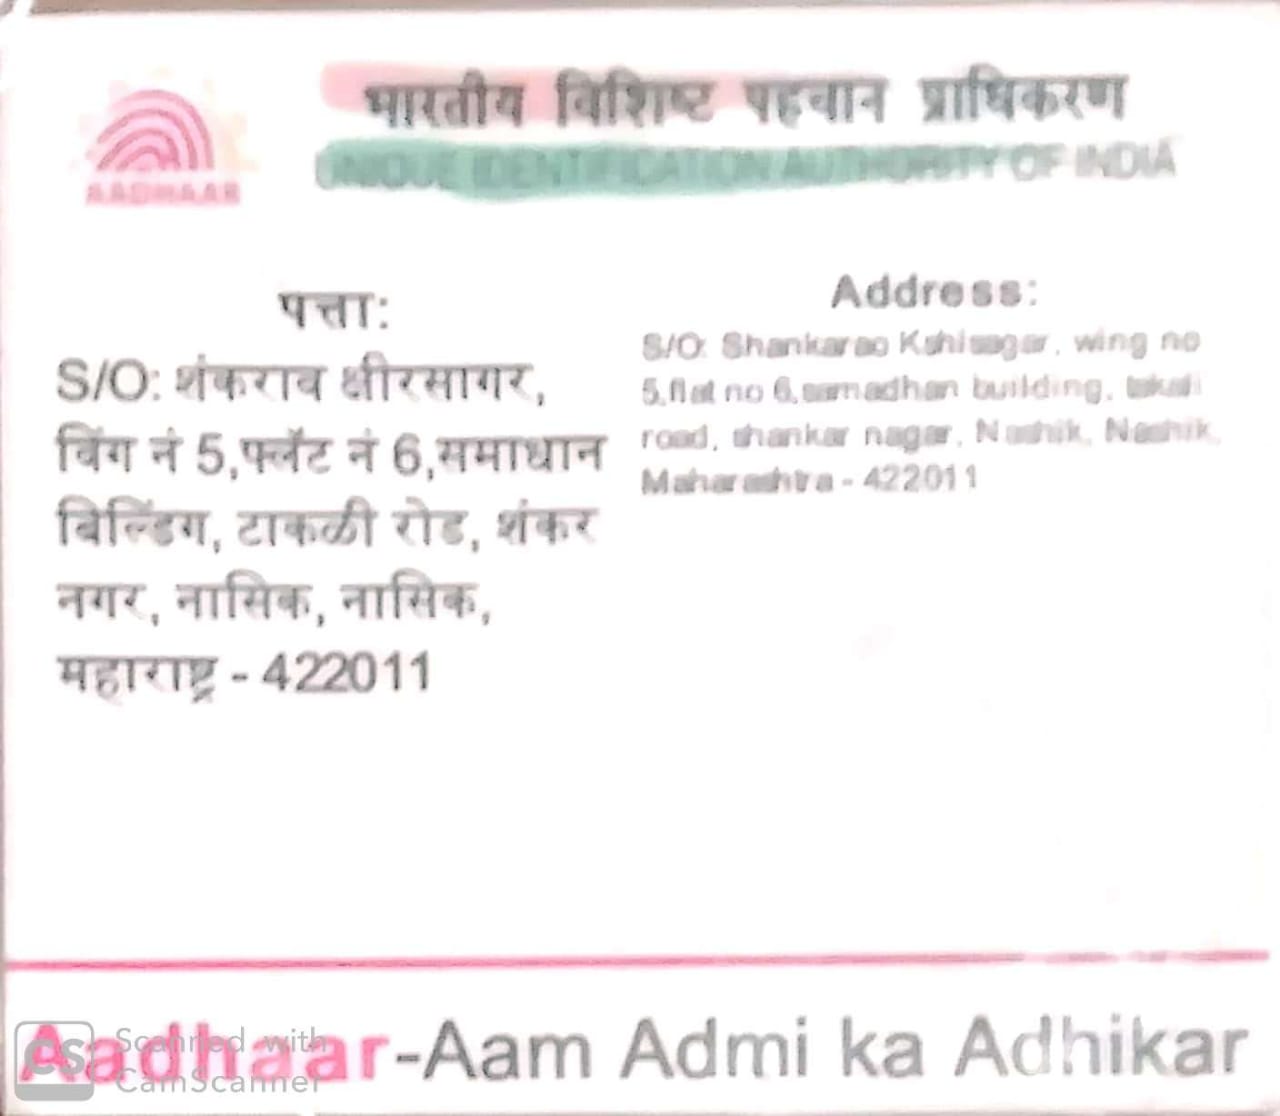 भारतीय विशिष्ट पहचान प्राधिकरण
UNIQUE IDENTIFICATION AUTHORITY OF INDIA
AADHAAR
पत्ता:
S/O: शंकराव क्षीरसागर,
विंग नं 5,फ्लॅट नं 6,समाधान
बिल्डिंग, टाकळी रोड, शंकर
नगर, नासिक, नासिक,
महाराष्ट्र - 422011
Address:
S/O: Shankarao Kshisagar, wing no
5,flat no 6,samadhan building, takali
road, shankar nagar, Nashik, Nashik,
Maharashtra - 422011
Aadhaar-Aam Admi ka Adhikar
CS
Scanned with
CamScanner